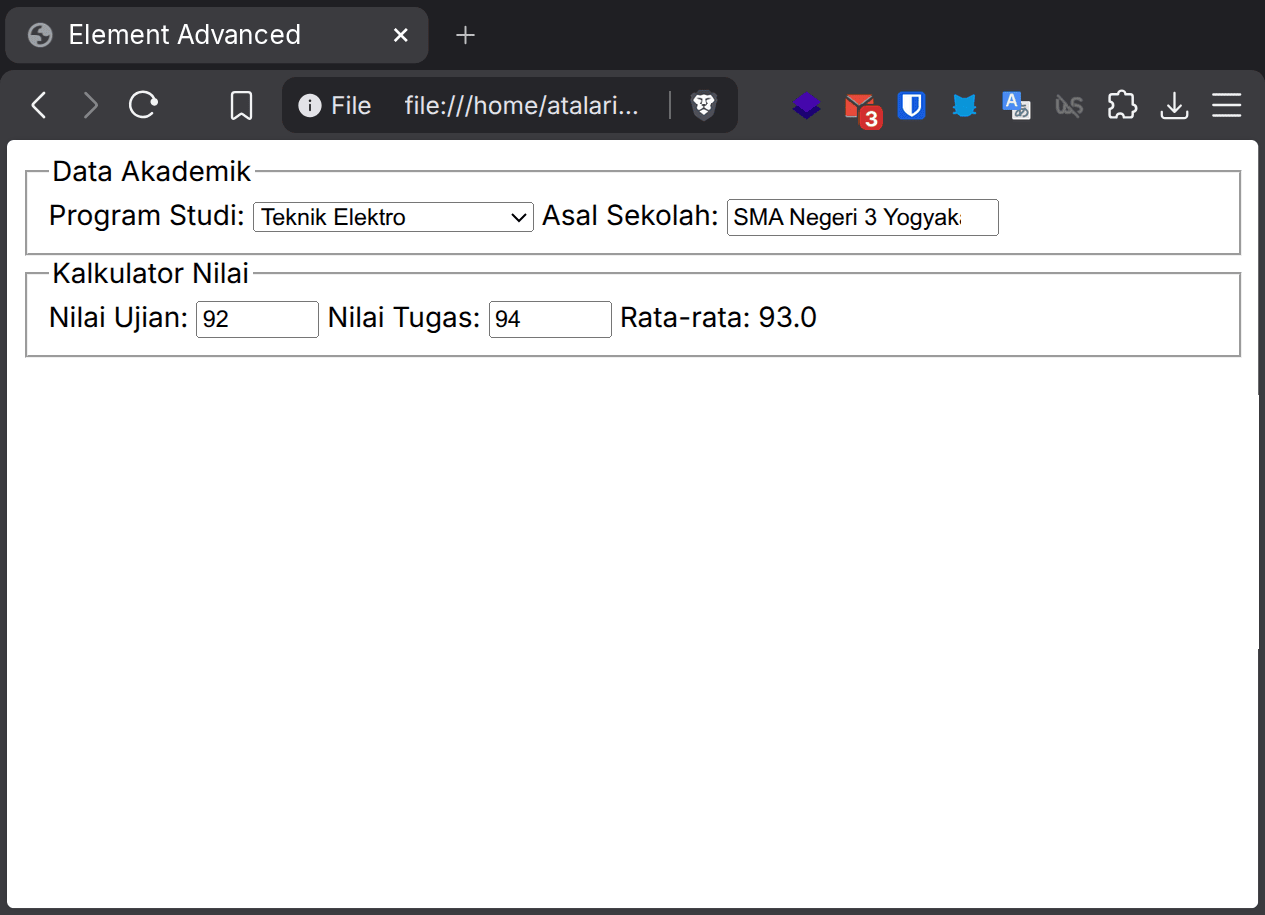 Element Advanced
File file:///home/atalari...
3
Data Akademik
Program Studi: Teknik Elektro Asal Sekolah: SMA Negeri 3 Yogyak
Kalkulator Nilai
Nilai Ujian: 92 Nilai Tugas: 94 Rata-rata: 93.0